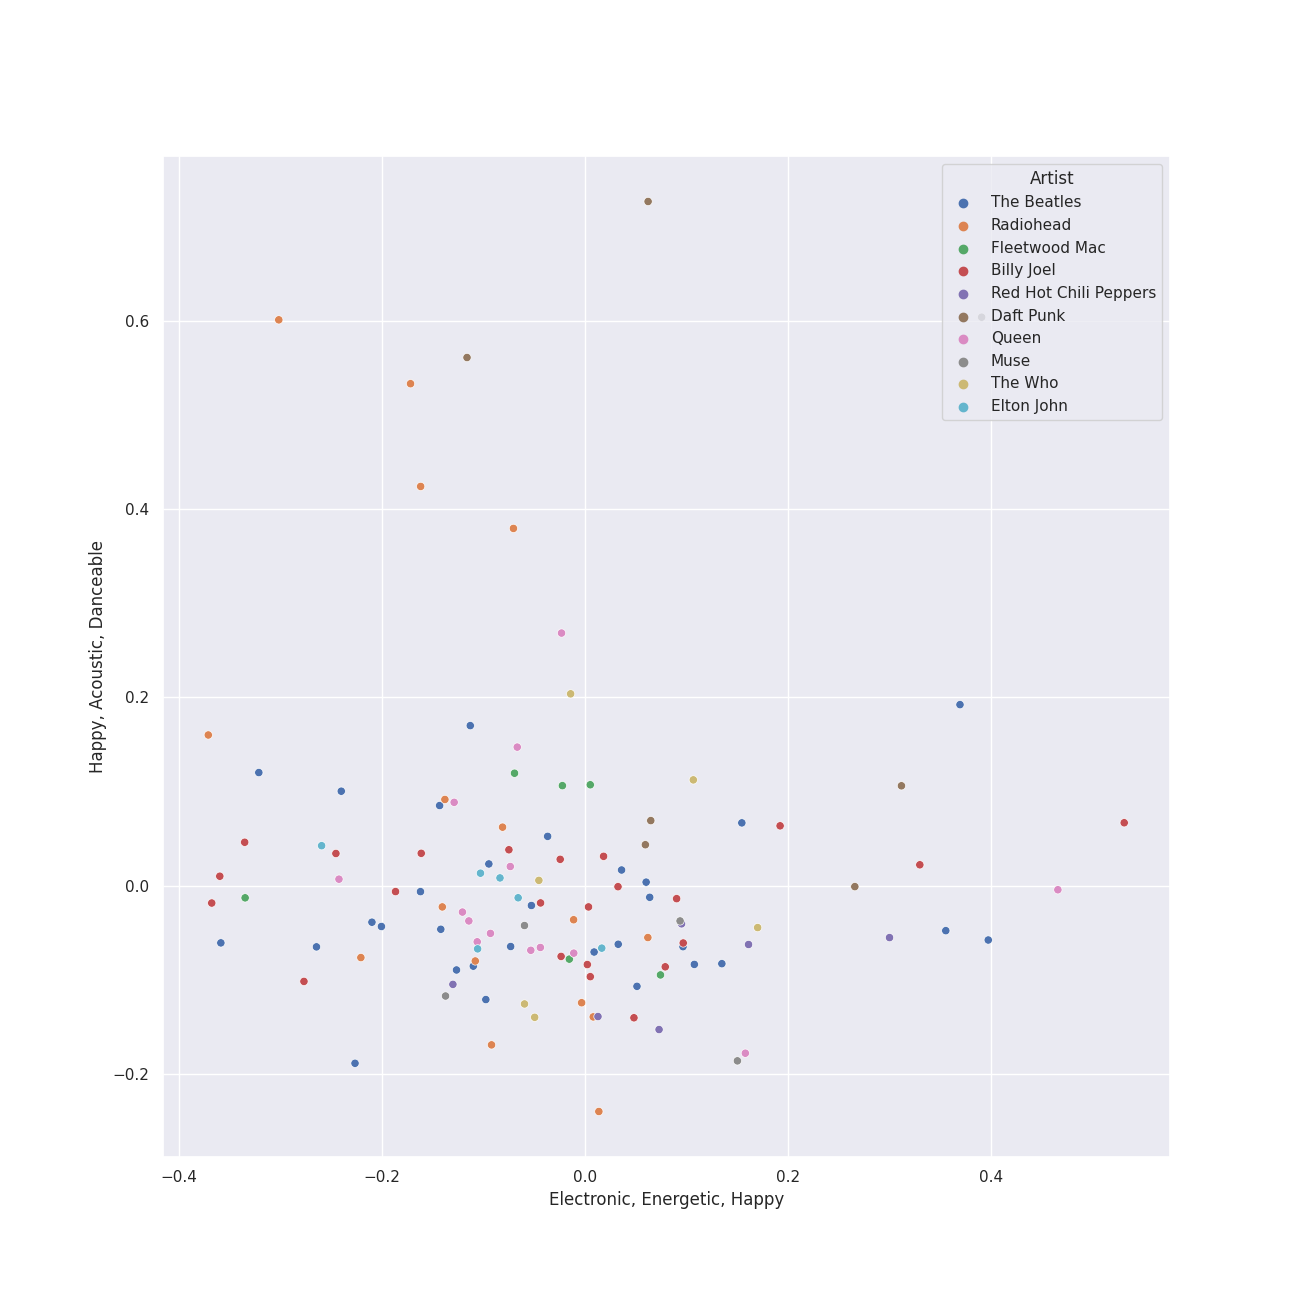 Artist
The Beatles
Radiohead
Fleetwood Mac
Billy Joel
Red Hot Chili Peppers
Daft Punk
Queen
Muse
The Who
Elton John
0.6
0.4
0.2
0.0
−0.2
Happy, Acoustic, Danceable
−0.4 −0.2 0.0 0.2 0.4
Electronic, Energetic, Happy